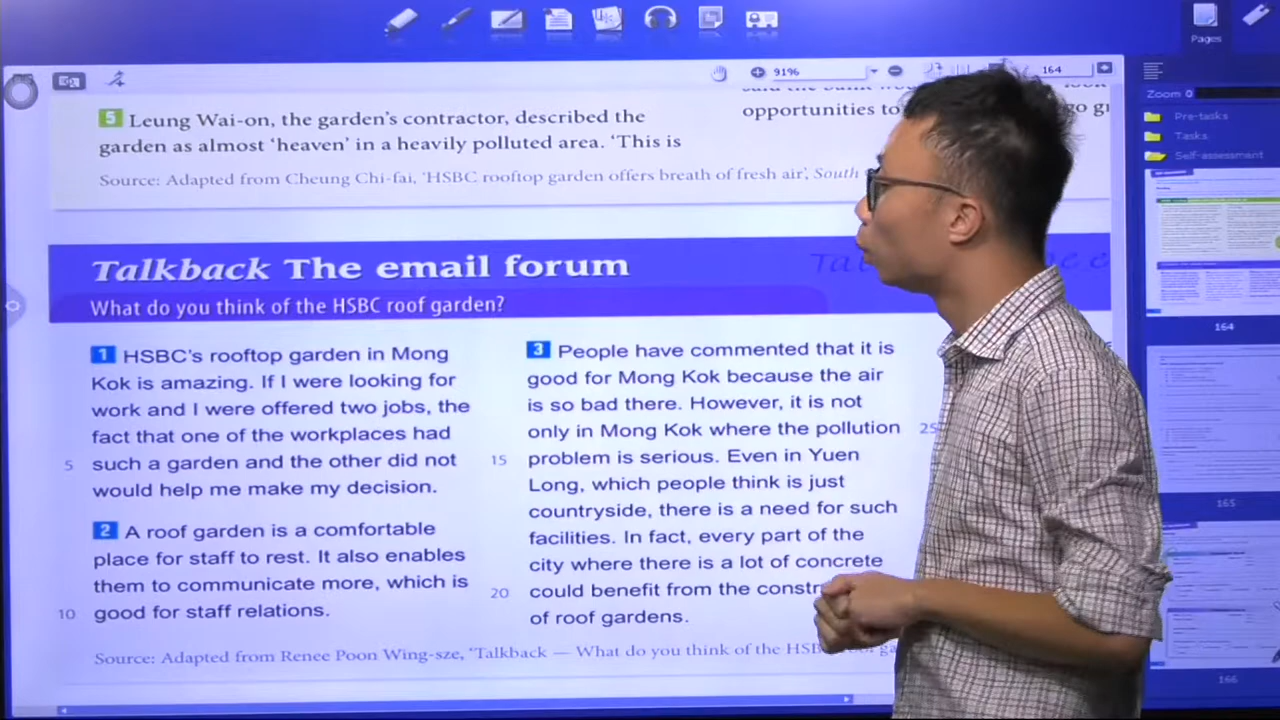 Pages
91%
164
Zoom 0
Pre-tasks
Tasks
Self-assessment
5 Leung Wai-on, the garden's contractor, described the
garden as almost 'heaven' in a heavily polluted area. 'This is
opportunities to
Source: Adapted from Cheung Chi-fai, 'HSBC rooftop garden offers breath of fresh air', South
Talkback The email forum
What do you think of the HSBC roof garden?
1 HSBC's rooftop garden in Mong
Kok is amazing. If I were looking for
work and I were offered two jobs, the
fact that one of the workplaces had
5 such a garden and the other did not
would help me make my decision.
2 A roof garden is a comfortable
place for staff to rest. It also enables
them to communicate more, which is
10 good for staff relations.
3 People have commented that it is
good for Mong Kok because the air
is so bad there. However, it is not
only in Mong Kok where the pollution
15 problem is serious. Even in Yuen
Long, which people think is just
countryside, there is a need for such
facilities. In fact, every part of the
city where there is a lot of concrete
20 could benefit from the constr
of roof gardens.
25
Source: Adapted from Renee Poon Wing-sze, 'Talkback — What do you think of the HSB
164
165
166